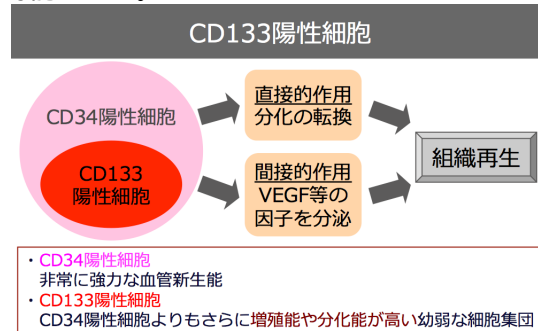 CD133陽性細胞
CD34陽性細胞
CD133
陽性細胞
直接的作用
分化の転換
間接的作用
VEGF等の
因子を分泌
組織再生
・CD34陽性細胞
非常に強力な血管新生能
・CD133陽性細胞
CD34陽性細胞よりもさらに増殖能や分化能が高い幼弱な細胞集団